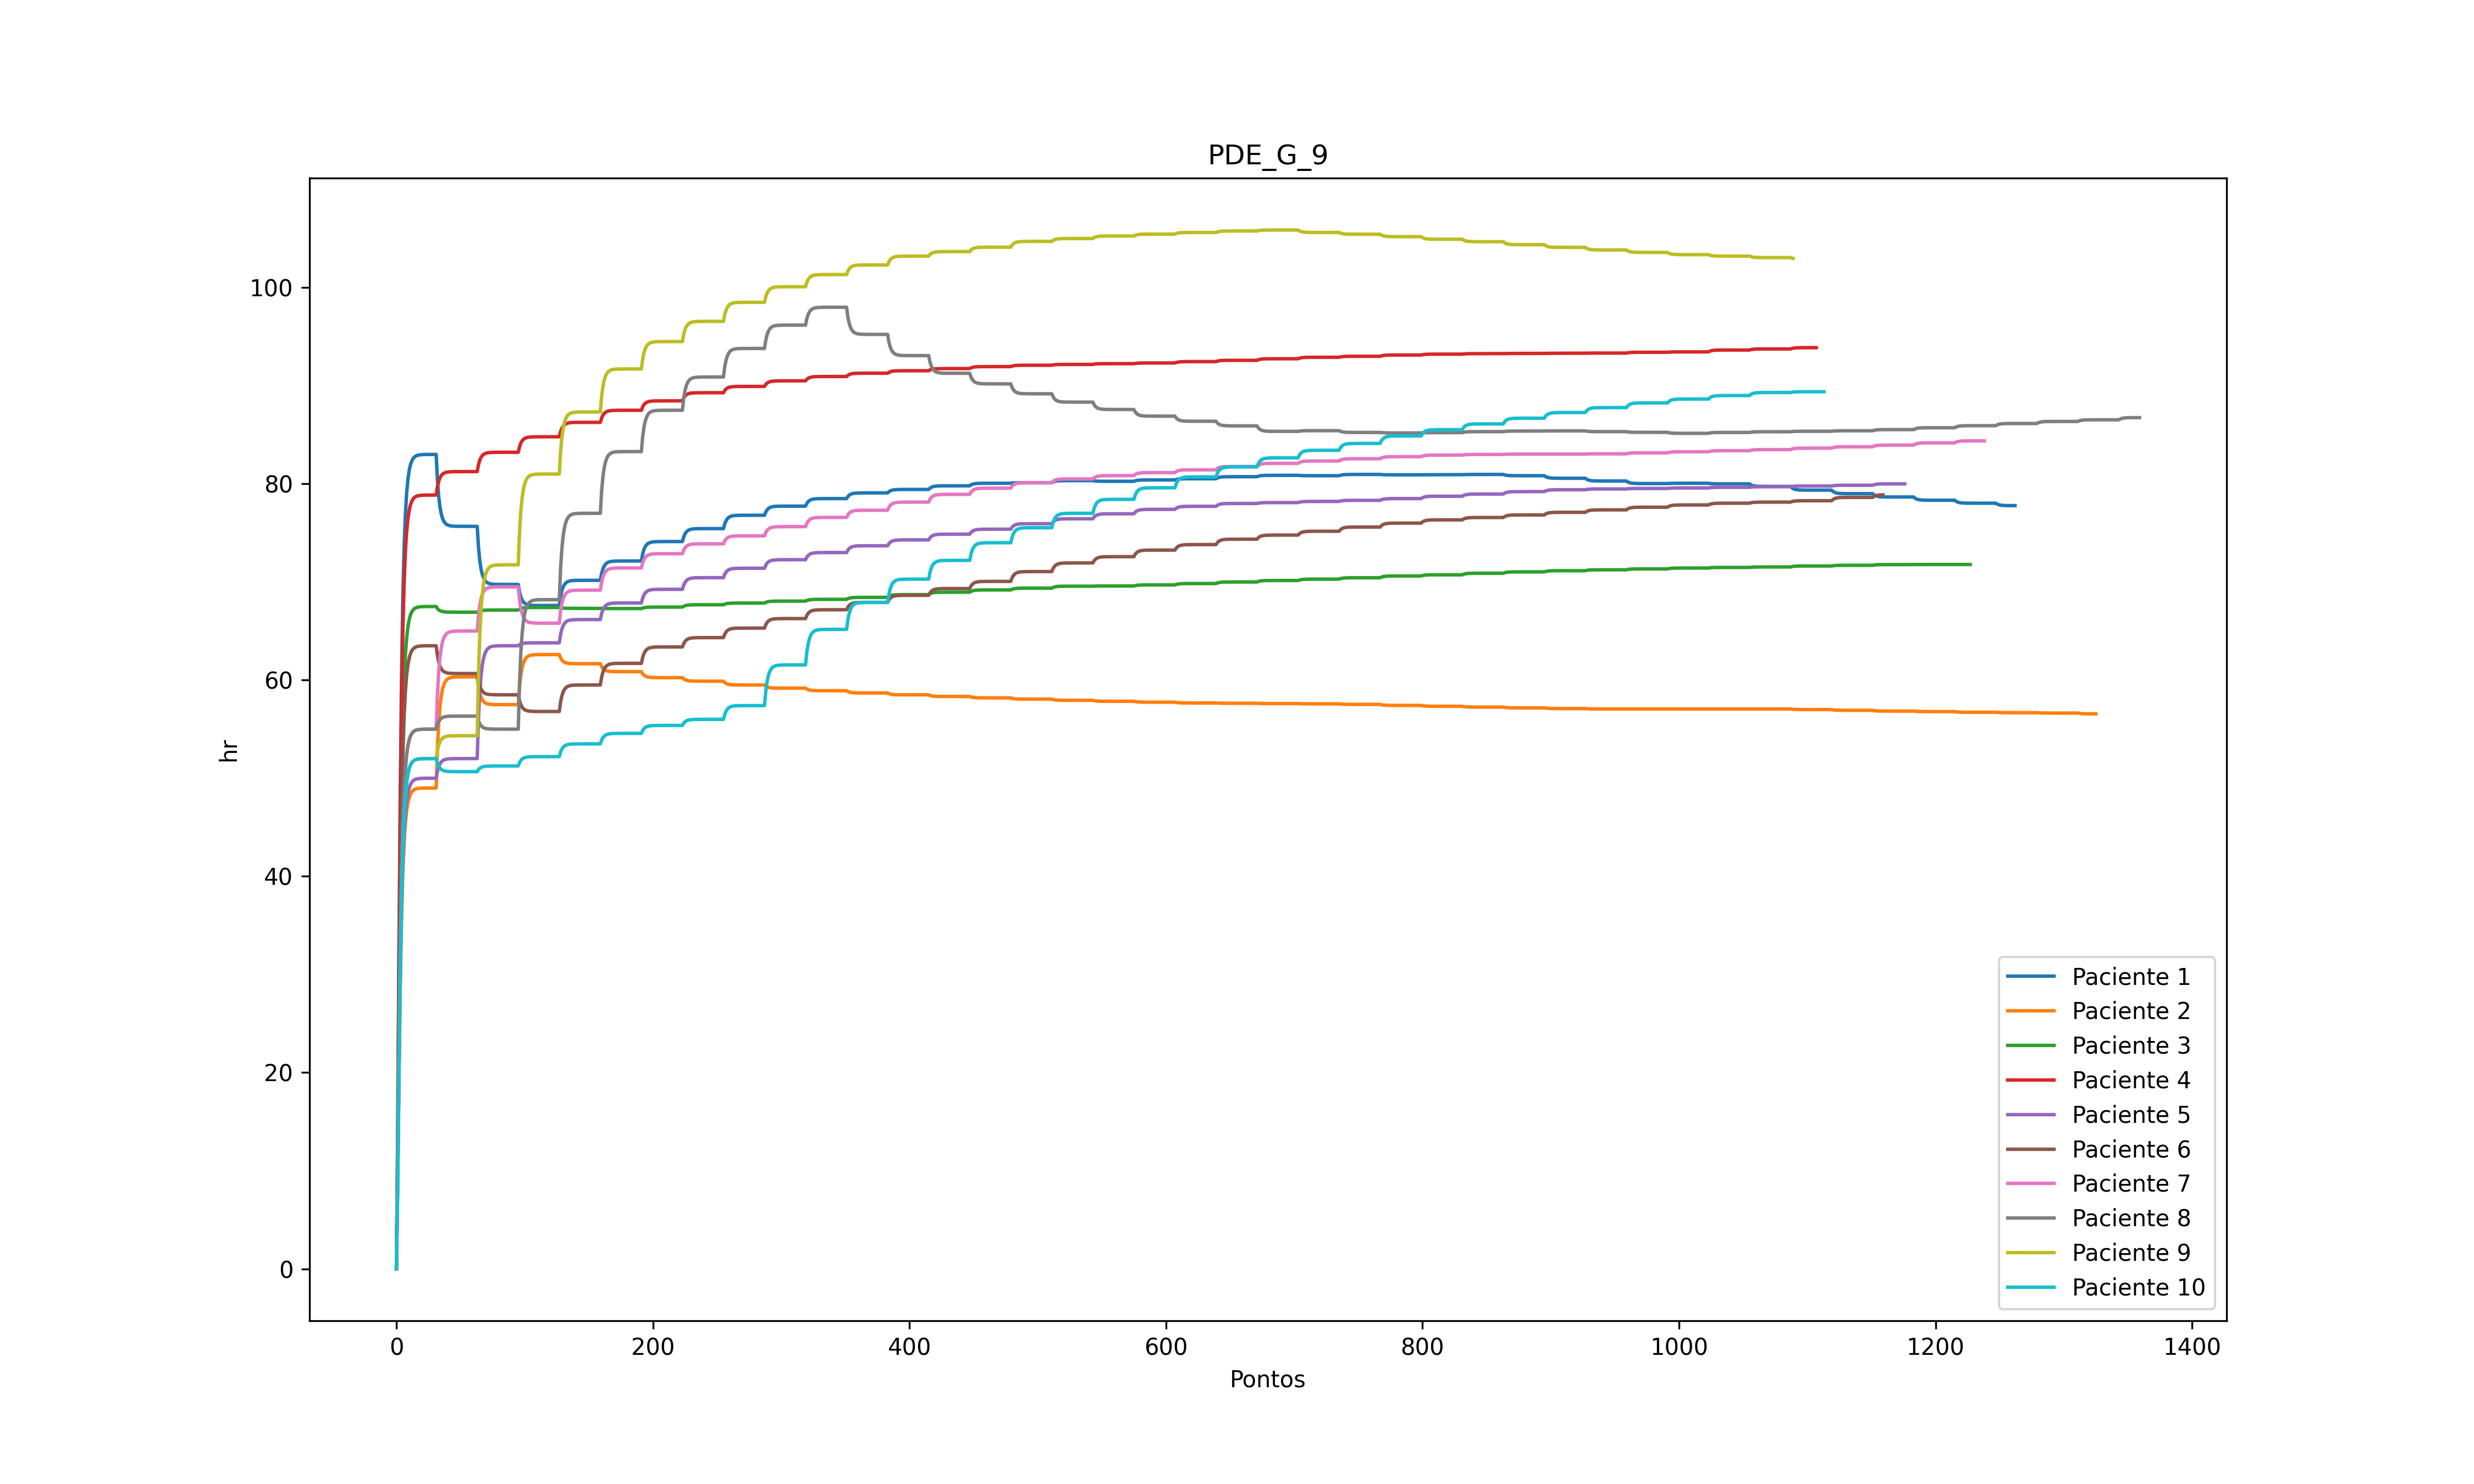 PDE_G_9
100
80
60
40
20
0
hr
0 200 400 600 800 1000 1200 1400
Pontos
Paciente 1
Paciente 2
Paciente 3
Paciente 4
Paciente 5
Paciente 6
Paciente 7
Paciente 8
Paciente 9
Paciente 10